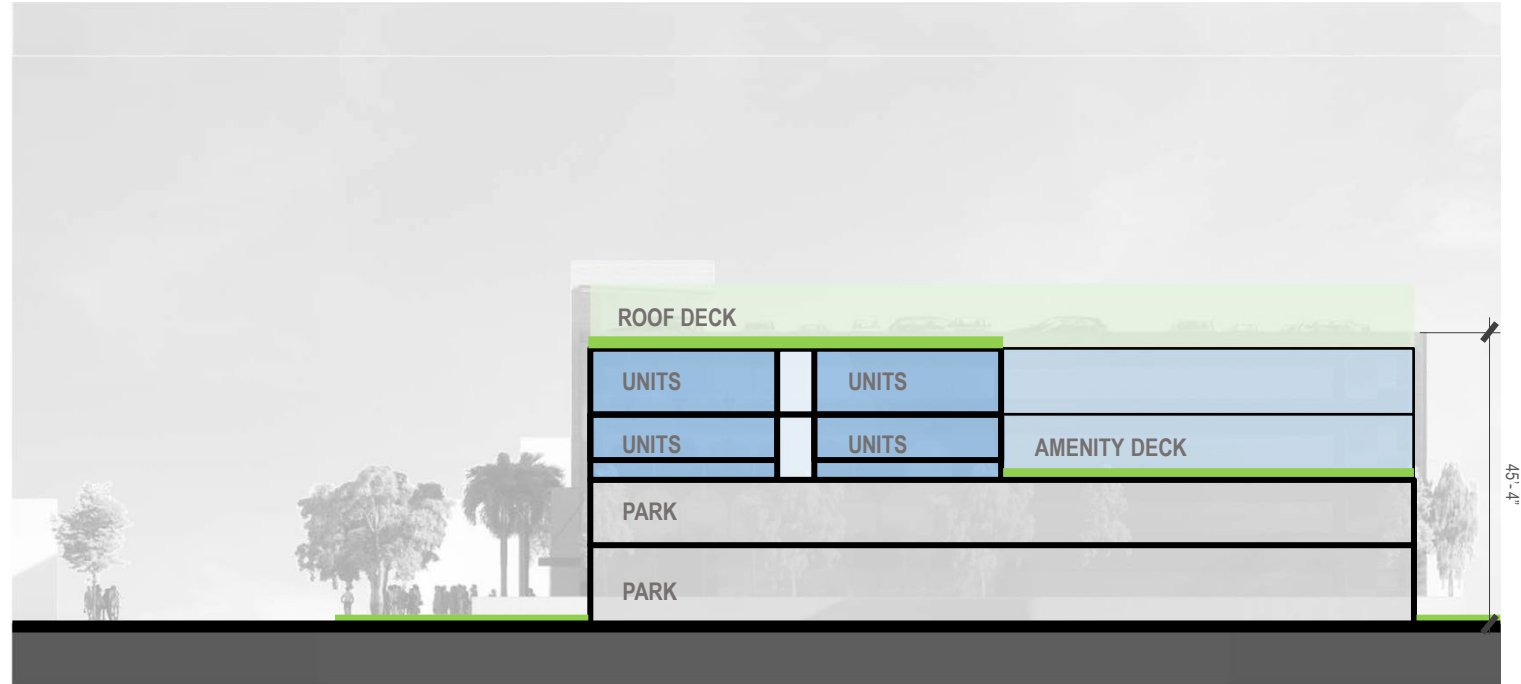 ROOF DECK
UNITS
UNITS
UNITS
UNITS
AMENITY DECK
PARK
PARK
45'- 4"